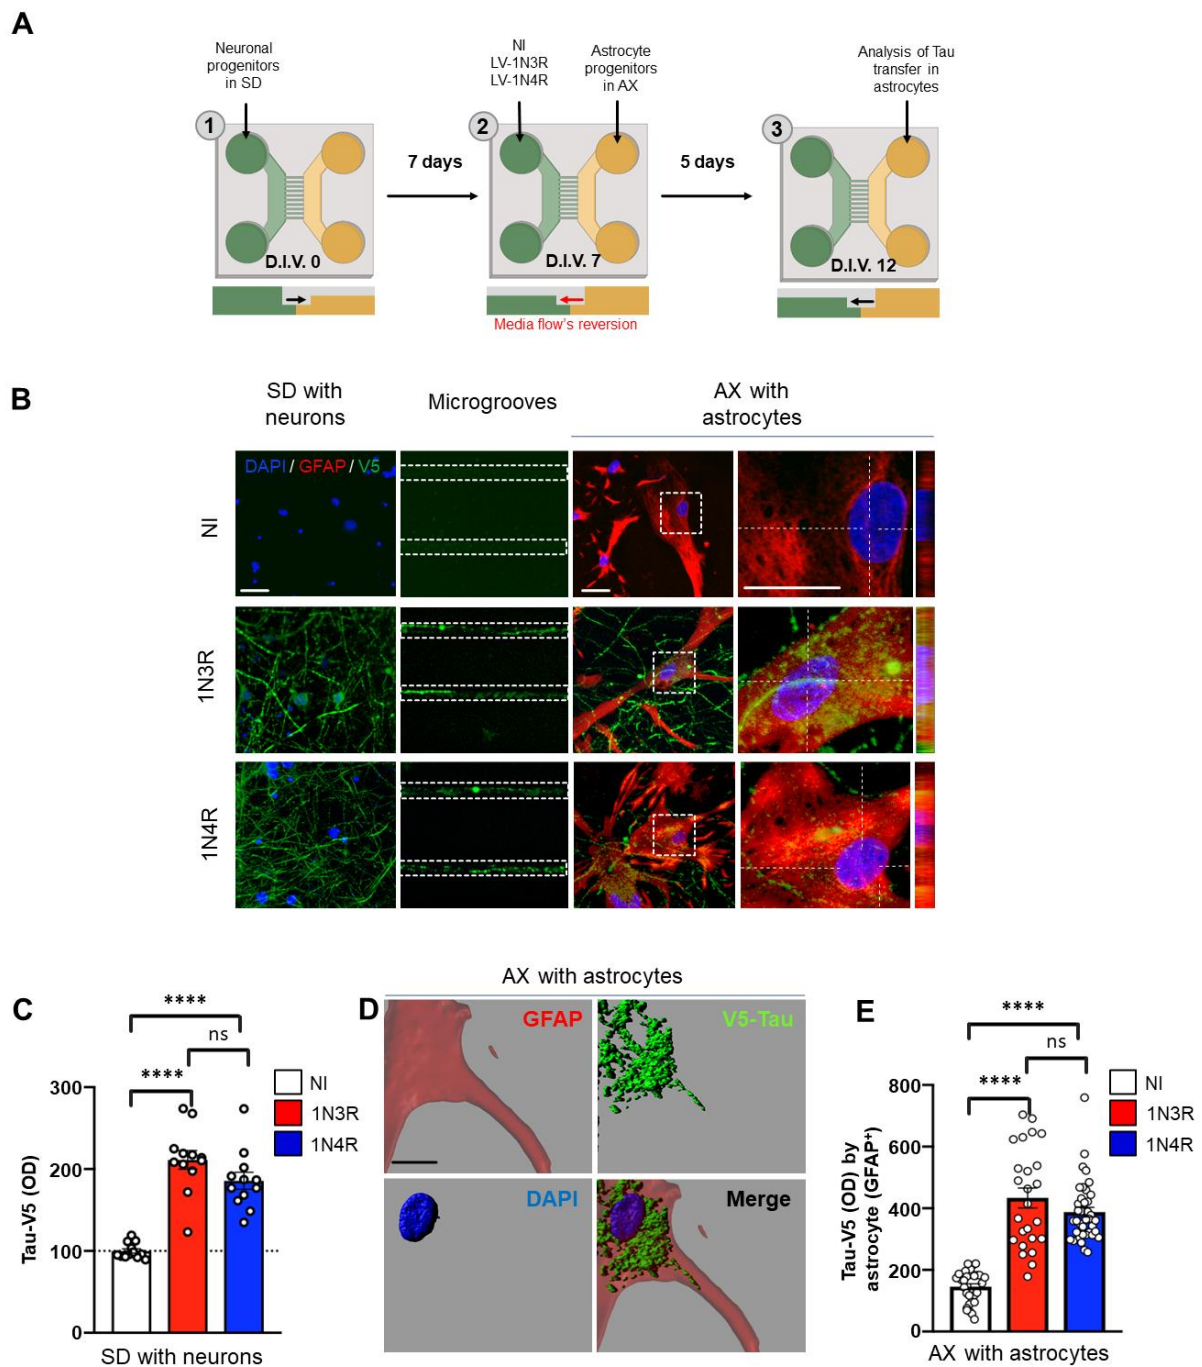 A
Neuronal
progenitors
in SD
NI
LV-1N3R
LV-1N4R
Astrocyte
progenitors
in AX
Analysis of Tau
transfer in
astrocytes
1
2
3
7 days
5 days
D.I.V. 0
D.I.V. 7
D.I.V. 12
Media flow's reversion
B
SD with
neurons
Microgrooves
AX with
astrocytes
DAPI / GFAP / V5
NI
1N3R
1N4R
C
****
ns
****
NI
1N3R
1N4R
Tau-V5 (OD)
300
200
100
0
SD with neurons
AX with astrocytes
D
GFAP
V5-Tau
DAPI
Merge
E
****
ns
****
NI
1N3R
1N4R
Tau-V5 (OD) by
astrocyte (GFAP⁺)
800
600
400
200
0
AX with astrocytes